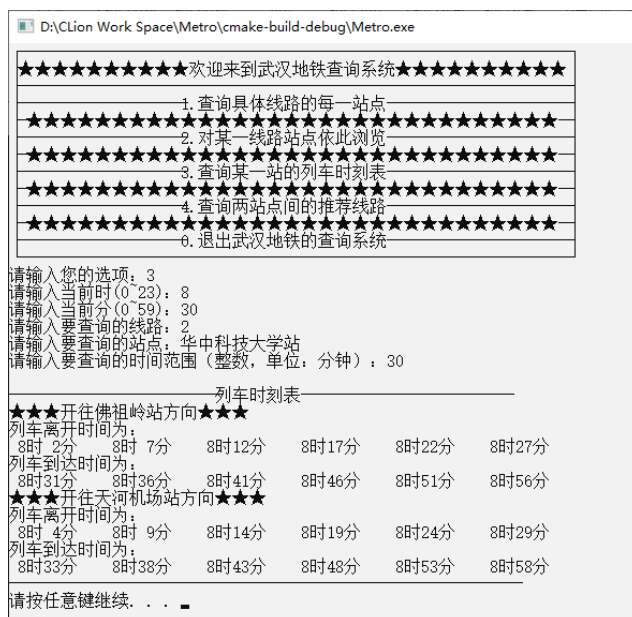 D:\CLion Work Space\Metro\cmake-build-debug\Metro.exe
★★★★★★★★★★欢迎来到武汉地铁查询系统★★★★★★★★★★
1.查询具体线路的每一站点
★★★★★★★★★★★★★★★★★★★★★★★★★★★★★★★
2.对某一线路站点依此浏览
★★★★★★★★★★★★★★★★★★★★★★★★★★★★★★★
3.查询某一站的列车时刻表
★★★★★★★★★★★★★★★★★★★★★★★★★★★★★★★
4.查询两站点间的推荐线路
★★★★★★★★★★★★★★★★★★★★★★★★★★★★★★★
0.退出武汉地铁的查询系统
请输入您的选项：3
请输入当前时(0~23)：8
请输入当前分(0~59)：30
请输入要查询的线路：2
请输入要查询的站点：华中科技大学站
请输入要查询的时间范围（整数，单位：分钟）：30
列车时刻表
★★★开往佛祖岭站方向★★★
列车离开时间为：
8时 2分 8时 7分 8时12分 8时17分 8时22分 8时27分
列车到达时间为：
8时31分 8时36分 8时41分 8时46分 8时51分 8时56分
★★★开往天河机场站方向★★★
列车离开时间为：
8时 4分 8时 9分 8时14分 8时19分 8时24分 8时29分
列车到达时间为：
8时33分 8时38分 8时43分 8时48分 8时53分 8时58分
请按任意键继续. . .